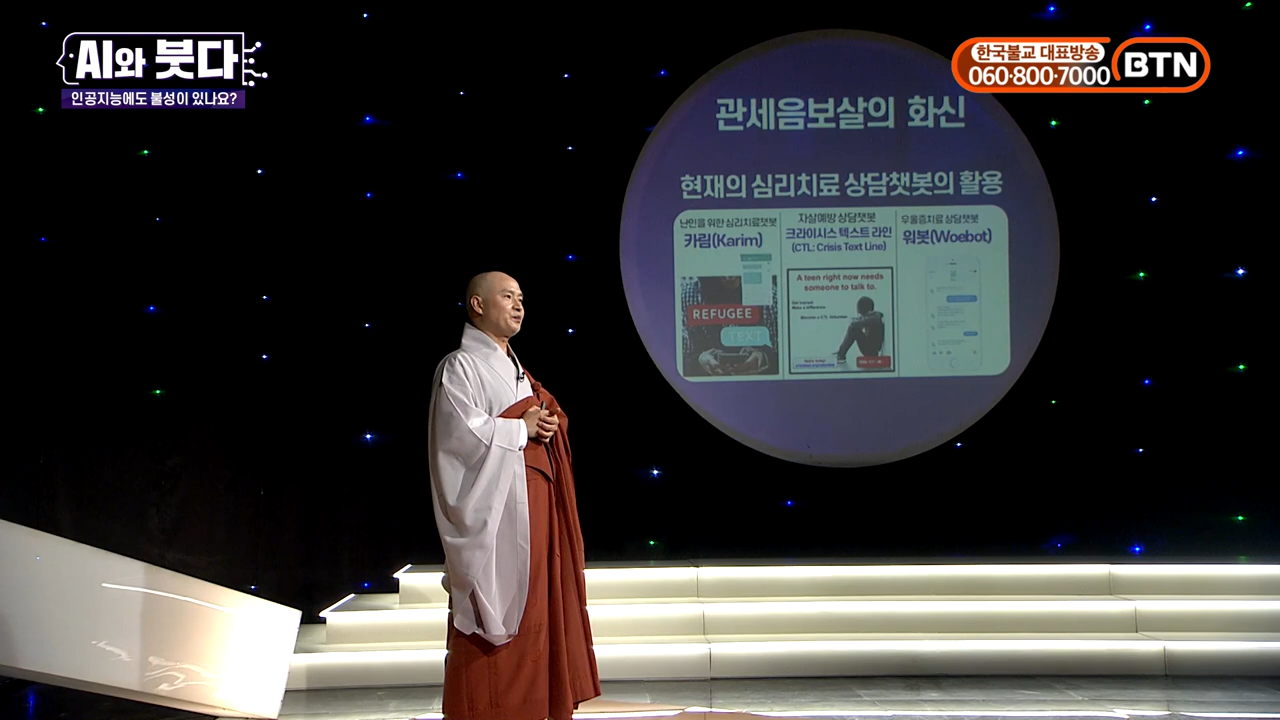 AI와 붓다
인공지능에도 불성이 있나요?
한국불교 대표방송
060·800·7000
BTN
관세음보살의 화신
현재의 심리치료 상담챗봇의 활용
난민을 위한 심리치료챗봇
카림(Karim)
REFUGEE
TEXT
자살예방 상담챗봇
크라이시스 텍스트 라인
(CTL: Crisis Text Line)
A teen right now needs
someone to talk to.
우울증치료 상담챗봇
워봇(Woebot)